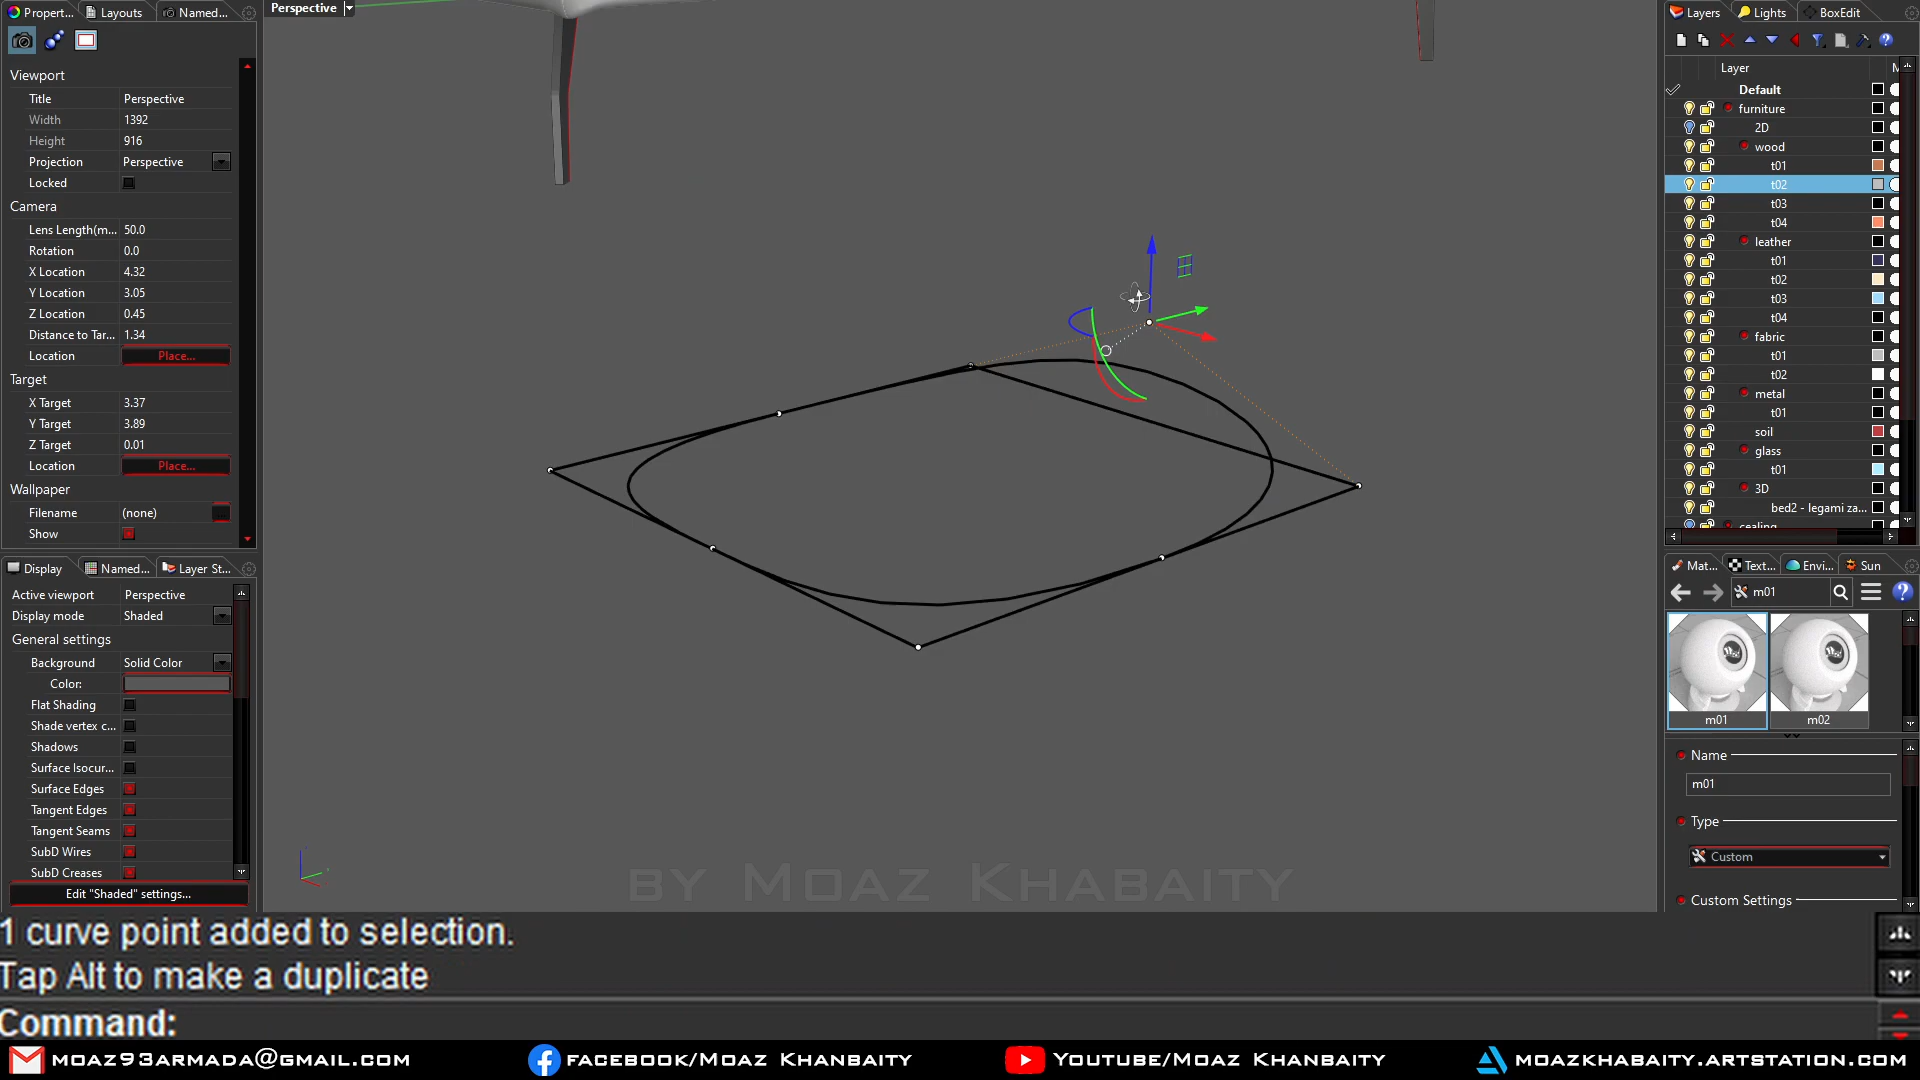 Propert...
Layouts
Named...
Viewport
Title Perspective
Width 1392
Height 916
Projection Perspective
Locked
Camera
Lens Length(m... 50.0
Rotation 0.0
X Location 4.32
Y Location 3.05
Z Location 0.45
Distance to Tar... 1.34
Location Place...
Target
X Target 3.37
Y Target 3.89
Z Target 0.01
Location Place...
Wallpaper
Filename (none)
Show
Display
Named...
Layer St...
Active viewport Perspective
Display mode Shaded
General settings
Background Solid Color
Color:
Flat Shading
Shade vertex c...
Shadows
Surface Isocur...
Surface Edges
Tangent Edges
Tangent Seams
SubD Wires
SubD Creases
Edit "Shaded" settings...
Perspective
by Moaz Khabaity
Layers
Lights
BoxEdit
Layer
Default
furniture
2D
wood
t01
t02
t03
t04
leather
t01
t02
t03
t04
fabric
t01
t02
metal
t01
soil
glass
t01
3D
bed2 - legami za...
cealing
Mat...
Text...
Envi...
Sun
m01
m01
m02
Name
m01
Type
Custom
Custom Settings
1 curve point added to selection.
Tap Alt to make a duplicate
Command:
moaz93armada@gmail.com
facebook/Moaz Khanbaity
Youtube/Moaz Khanbaity
moazkhabaity.artstation.com